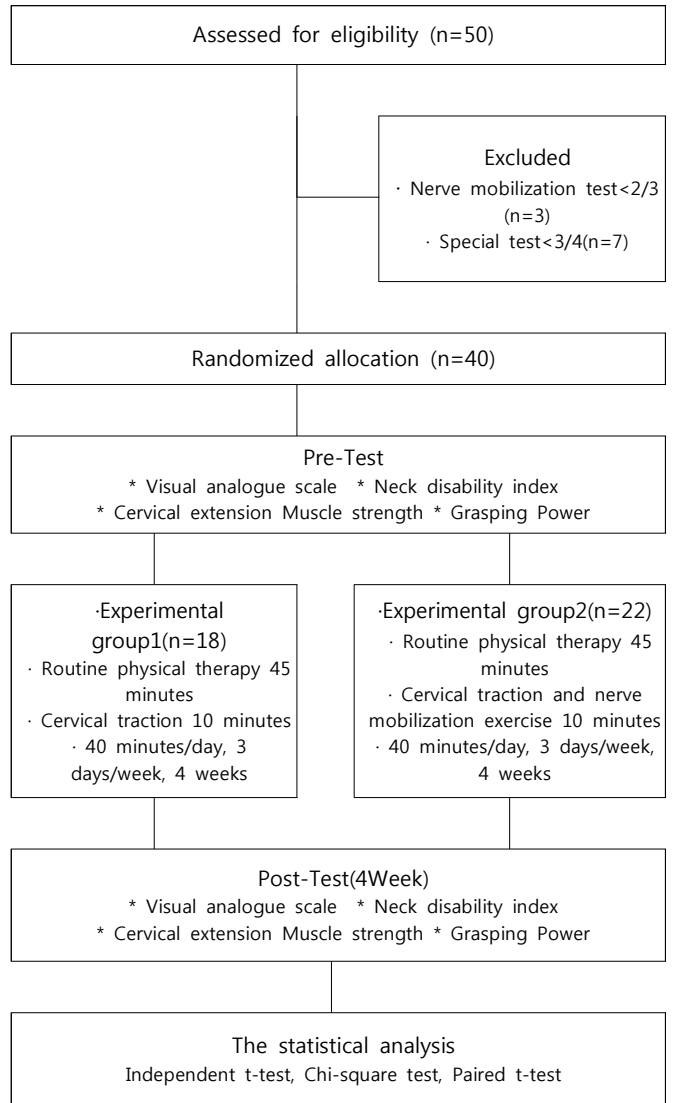 Assessed for eligibility (n=50)
Excluded
· Nerve mobilization test<2/3
(n=3)
· Special test<3/4(n=7)
Randomized allocation (n=40)
Pre-Test
* Visual analogue scale * Neck disability index
* Cervical extension Muscle strength * Grasping Power
·Experimental
group1(n=18)
· Routine physical therapy 45
minutes
· Cervical traction 10 minutes
· 40 minutes/day, 3
days/week, 4 weeks
·Experimental group2(n=22)
· Routine physical therapy 45
minutes
· Cervical traction and nerve
mobilization exercise 10 minutes
· 40 minutes/day, 3 days/week,
4 weeks
Post-Test(4Week)
* Visual analogue scale * Neck disability index
* Cervical extension Muscle strength * Grasping Power
The statistical analysis
Independent t-test, Chi-square test, Paired t-test